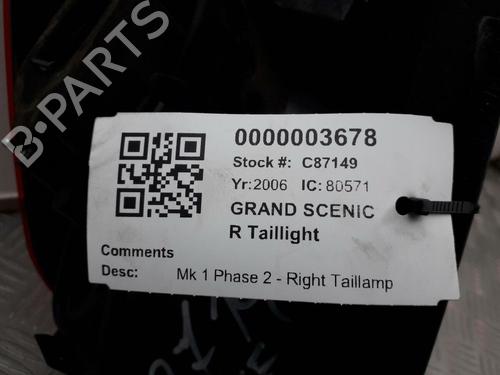 B-PARTS
0000003678
Stock #: C87149
Yr:2006 IC:80571
GRAND SCENIC
R Taillight
Comments
Desc: Mk 1 Phase 2 - Right Taillamp